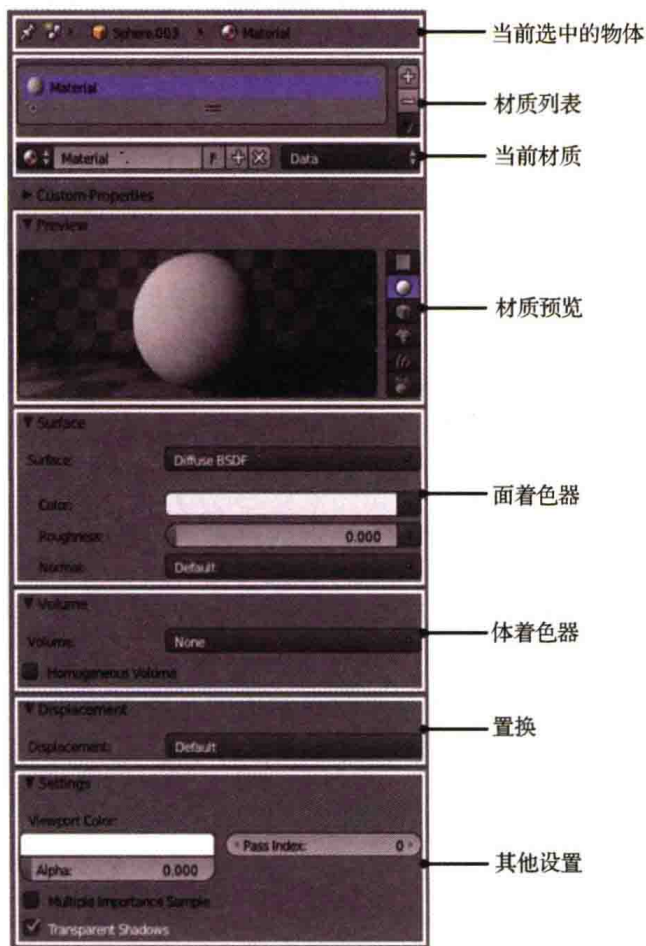 Sphere.003 Material 当前选中的物体
Material
材质列表
Material F Data 当前材质
Custom Properties
Preview
材质预览
Surface
Surface: Diffuse BSDF
Color: 面着色器
Roughness: 0.000
Normal: Default
Volume
Volume: None 体着色器
Homogeneous Volume
Displacement
置换
Displacement: Default
Settings
Viewport Color:
Pass Index: 0
Alpha: 0.000 其他设置
Multiple Importance Sample
Transparent Shadows